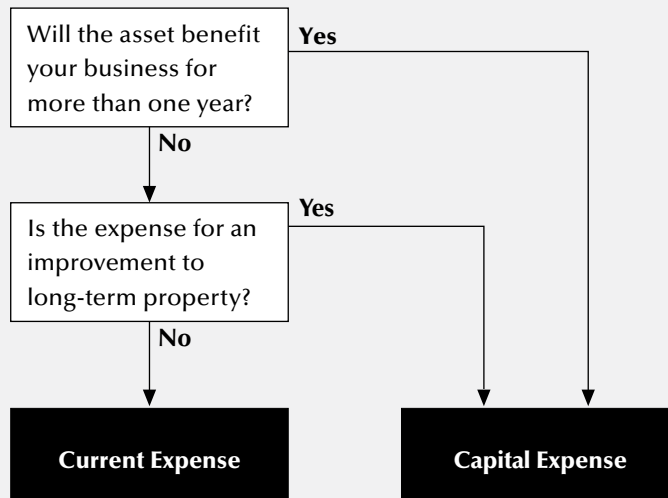 Will the asset benefit
your business for
more than one year?
Yes
No
Is the expense for an
improvement to
long-term property?
Yes
No
Current Expense
Capital Expense